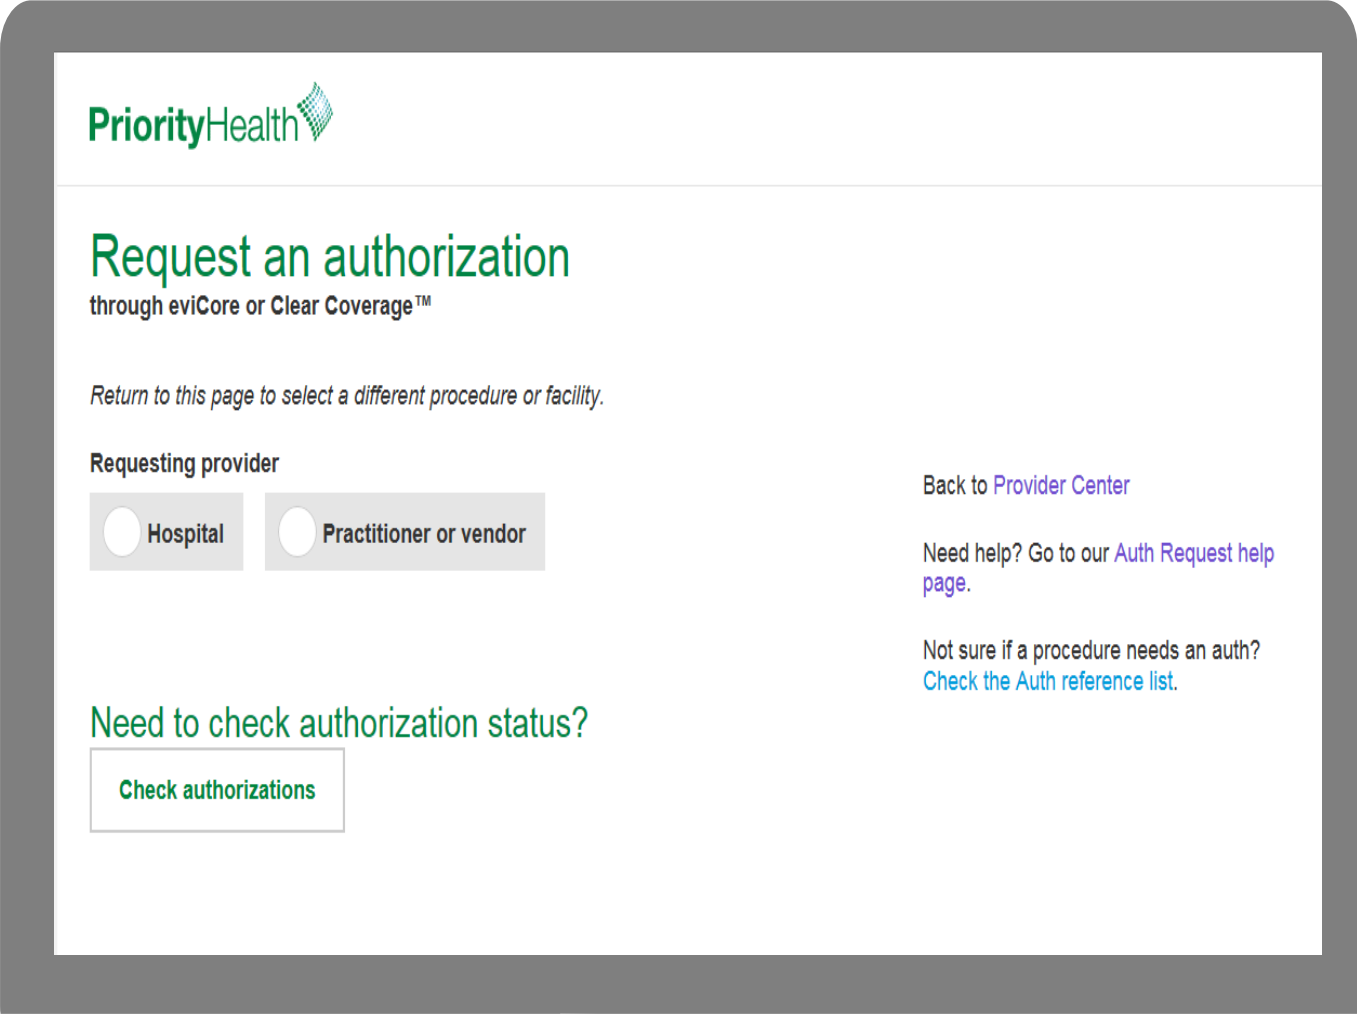 PriorityHealth
Request an authorization
through eviCore or Clear Coverage™
Return to this page to select a different procedure or facility.
Requesting provider
Hospital
Practitioner or vendor
Back to Provider Center
Need help? Go to our Auth Request help
page.
Not sure if a procedure needs an auth?
Check the Auth reference list.
Need to check authorization status?
Check authorizations